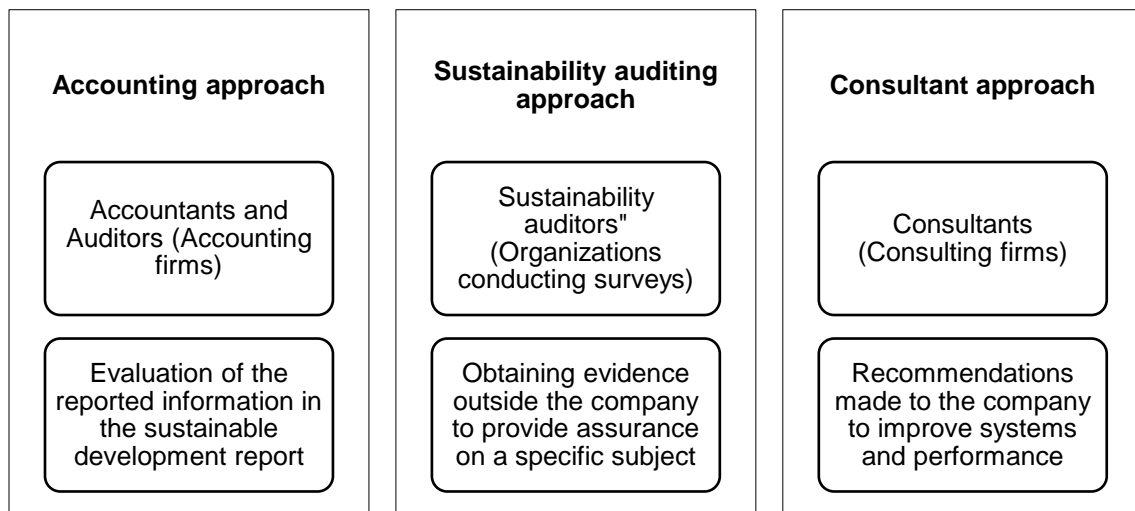 Accounting approach
Accountants and
Auditors (Accounting
firms)
Evaluation of the
reported information in
the sustainable
development report
Sustainability auditing
approach
Sustainability
auditors"
(Organizations
conducting surveys)
Obtaining evidence
outside the company
to provide assurance
on a specific subject
Consultant approach
Consultants
(Consulting firms)
Recommendations
made to the company
to improve systems
and performance